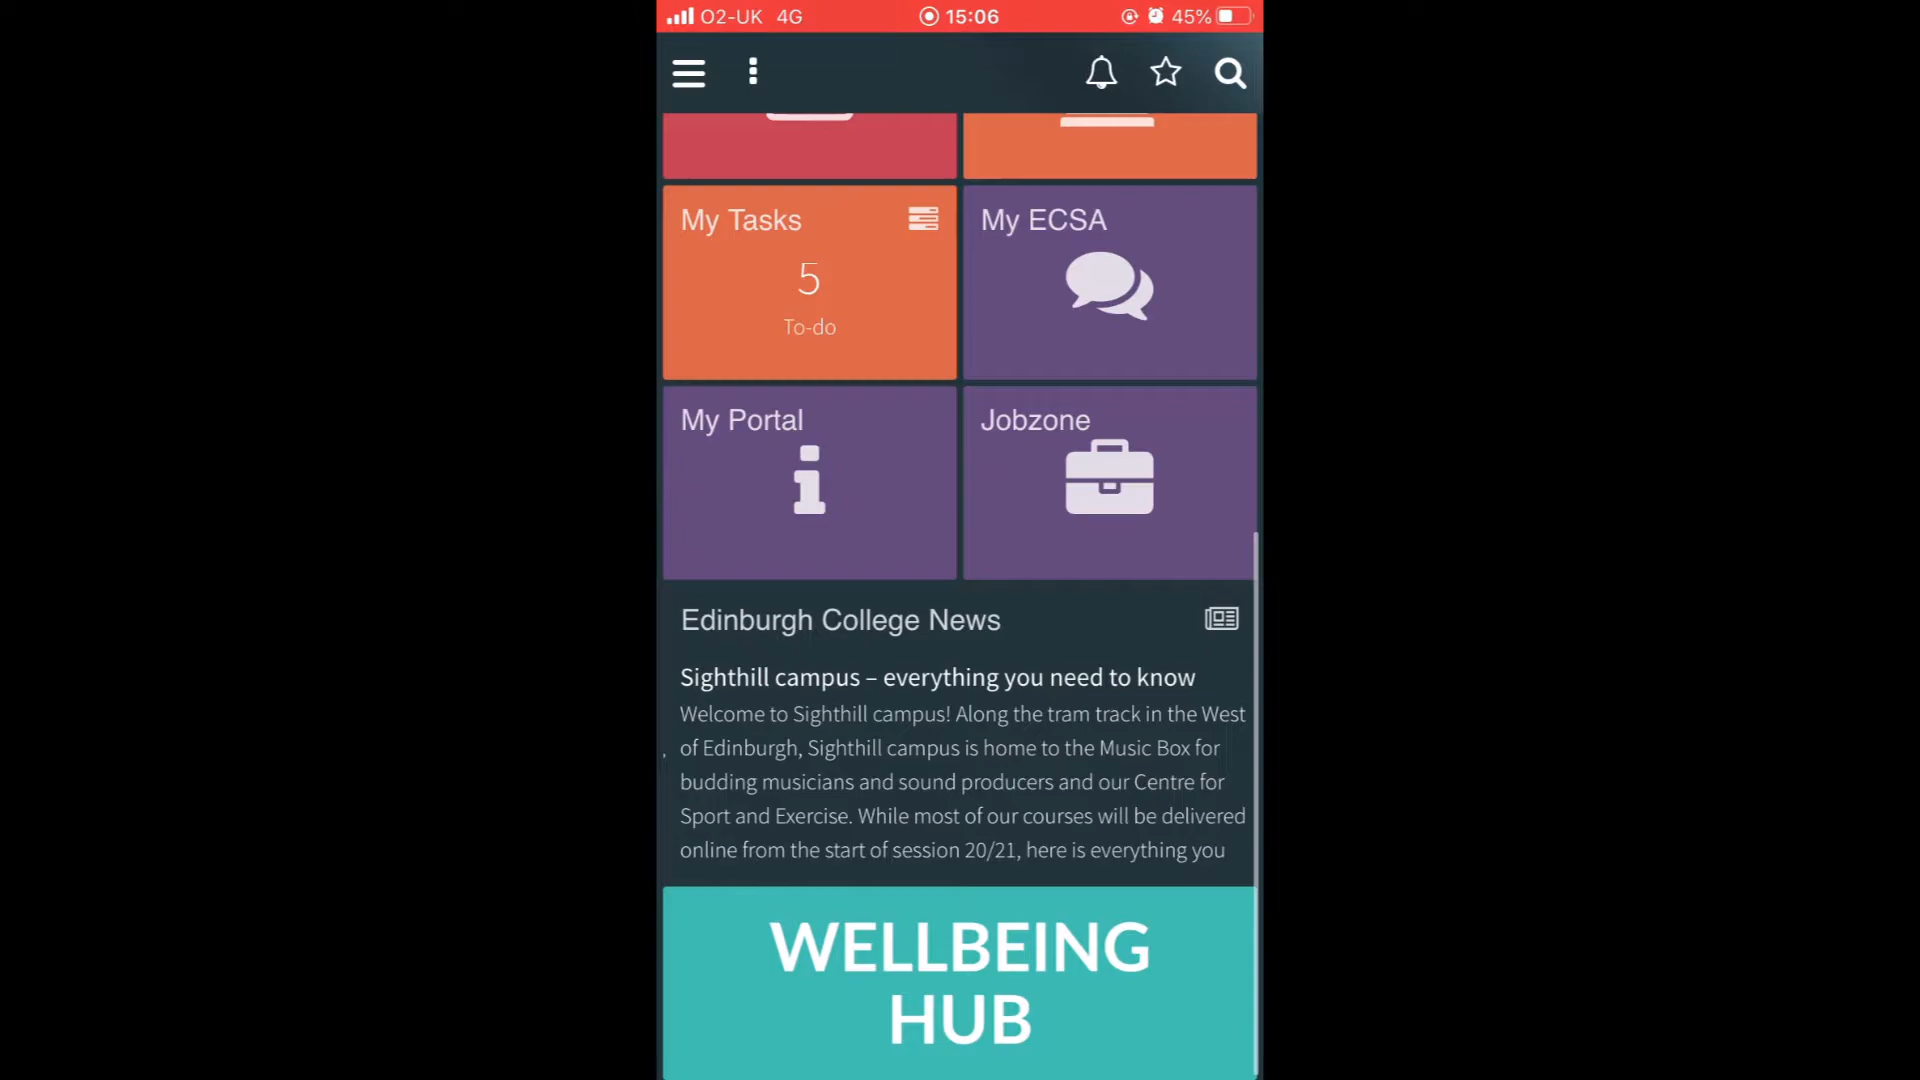 O2-UK 4G 15:06 45%
My Tasks
5
To-do
My ECSA
My Portal
Jobzone
Edinburgh College News
Sighthill campus – everything you need to know
Welcome to Sighthill campus! Along the tram track in the West
of Edinburgh, Sighthill campus is home to the Music Box for
budding musicians and sound producers and our Centre for
Sport and Exercise. While most of our courses will be delivered
online from the start of session 20/21, here is everything you
WELLBEING
HUB